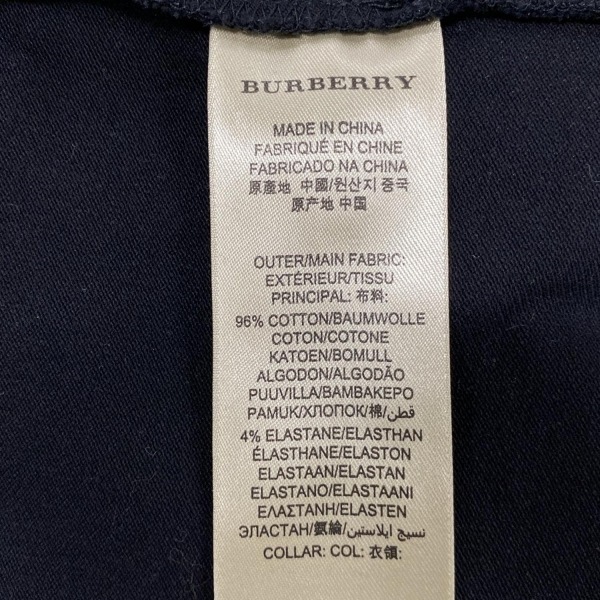 BURBERRY
MADE IN CHINA
FABRIQUÉ EN CHINE
FABRICADO NA CHINA
原產地 中國/원산지 중국
原产地 中国
OUTER/MAIN FABRIC:
EXTÉRIEUR/TISSU
PRINCIPAL: 布料:
96% COTTON/BAUMWOLLE
COTON/COTONE
KATOEN/BOMULL
ALGODON/ALGODÃO
PUUVILLA/ΒΑΜΒΑΚΕΡΟ
PAMUK/ХЛОПОК/棉/قطن
4% ELASTANE/ELASTHAN
ÉLASTHANE/ELASTON
ELASTAAN/ELASTAN
ELASTANO/ELASTAANI
ΕΛΑΣΤΑΝΗ/ELASTEN
ЭЛАСТАН/氨綸/نسيج ايلاستين
COLLAR: COL: 衣領: